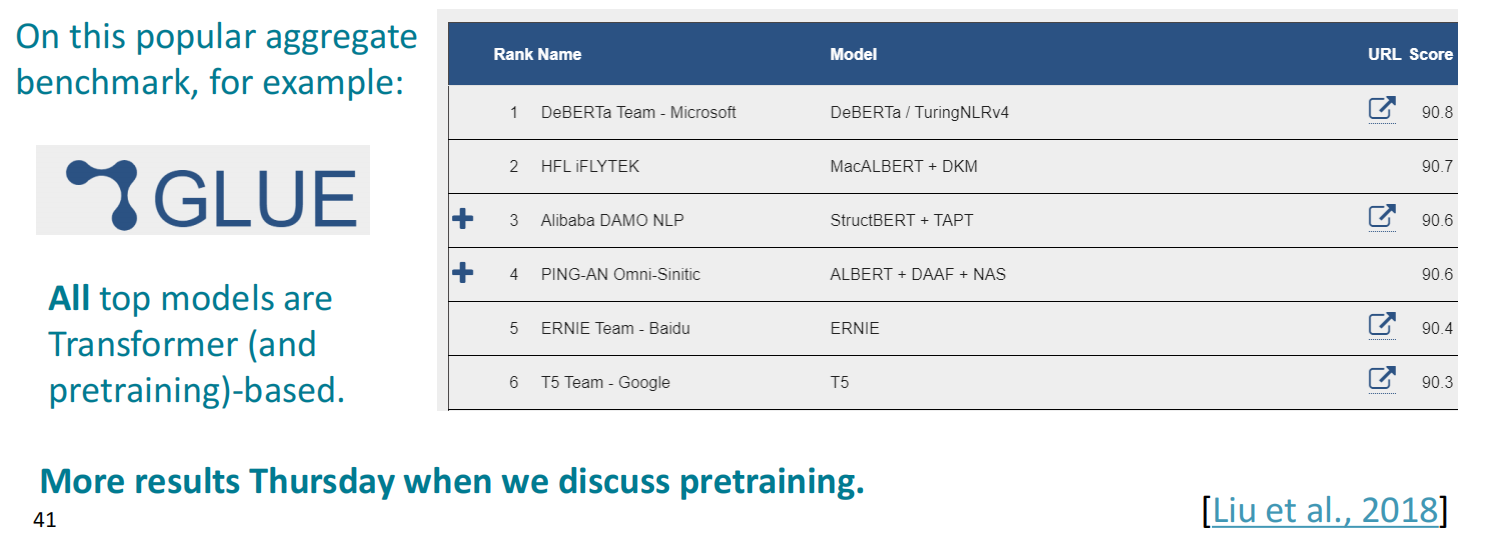 On this popular aggregate
benchmark, for example:
GLUE
All top models are
Transformer (and
pretraining)-based.
Rank Name Model URL Score
1 DeBERTa Team - Microsoft DeBERTa / TuringNLRv4 90.8
2 HFL iFLYTEK MacALBERT + DKM 90.7
3 Alibaba DAMO NLP StructBERT + TAPT 90.6
4 PING-AN Omni-Sinitic ALBERT + DAAF + NAS 90.6
5 ERNIE Team - Baidu ERNIE 90.4
6 T5 Team - Google T5 90.3
More results Thursday when we discuss pretraining.
[Liu et al., 2018]
41